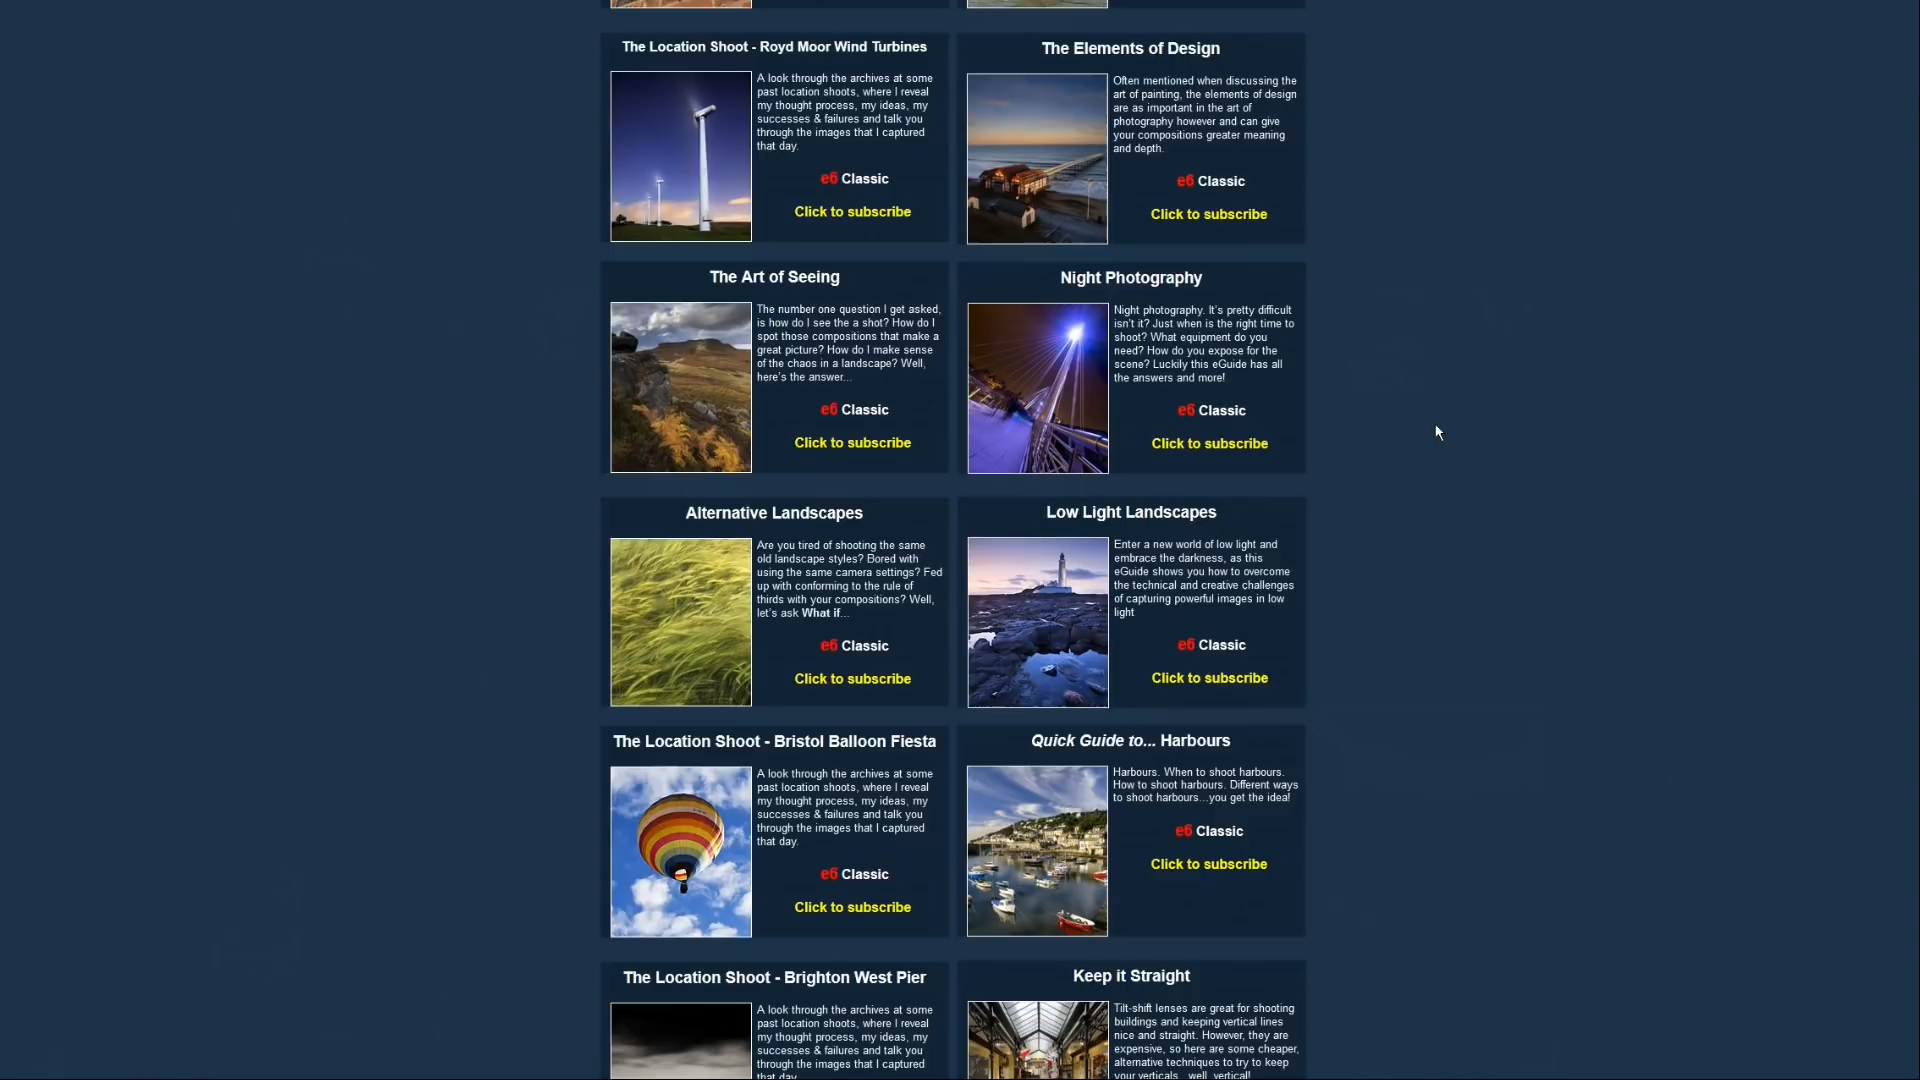 The Location Shoot - Royd Moor Wind Turbines
A look through the archives at some
past location shoots, where I reveal
my thought process, my ideas, my
successes & failures and talk you
through the images that I captured
that day.
e6 Classic
Click to subscribe
The Elements of Design
Often mentioned when discussing the
art of painting, the elements of design
are as important in the art of
photography however and can give
your compositions greater meaning
and depth.
e6 Classic
Click to subscribe
The Art of Seeing
The number one question I get asked,
is how do I see the a shot? How do I
spot those compositions that make a
great picture? How do I make sense
of the chaos in a landscape? Well,
here's the answer...
e6 Classic
Click to subscribe
Night Photography
Night photography. It's pretty difficult
isn't it? Just when is the right time to
shoot? What equipment do you
need? How do you expose for the
scene? Luckily this eGuide has all
the answers and more!
e6 Classic
Click to subscribe
Alternative Landscapes
Are you tired of shooting the same
old landscape styles? Bored with
using the same camera settings? Fed
up with conforming to the rule of
thirds with your compositions? Well,
let's ask What if...
e6 Classic
Click to subscribe
Low Light Landscapes
Enter a new world of low light and
embrace the darkness, as this
eGuide shows you how to overcome
the technical and creative challenges
of capturing powerful images in low
light
e6 Classic
Click to subscribe
The Location Shoot - Bristol Balloon Fiesta
A look through the archives at some
past location shoots, where I reveal
my thought process, my ideas, my
successes & failures and talk you
through the images that I captured
that day.
e6 Classic
Click to subscribe
Quick Guide to... Harbours
Harbours. When to shoot harbours.
How to shoot harbours. Different ways
to shoot harbours...you get the idea!
e6 Classic
Click to subscribe
The Location Shoot - Brighton West Pier
A look through the archives at some
past location shoots, where I reveal
my thought process, my ideas, my
successes & failures and talk you
through the images that I captured
that day
Keep it Straight
Tilt-shift lenses are great for shooting
buildings and keeping vertical lines
nice and straight. However, they are
expensive, so here are some cheaper,
alternative techniques to try to keep
your verticals...well, vertical!